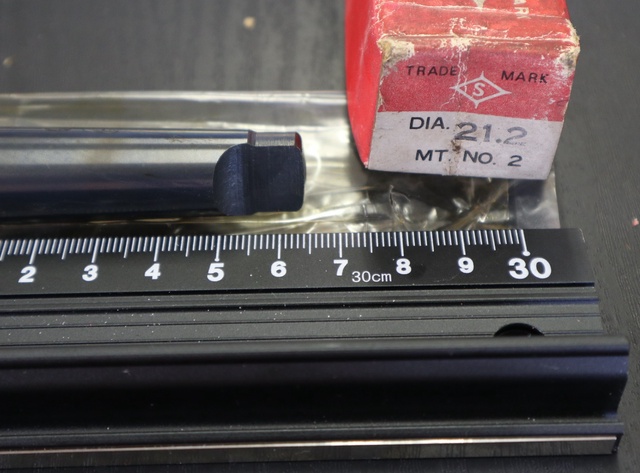 TRADE S MARK
DIA. 21.2
MT. NO. 2
2 3 4 5 6 7 8 9 30
30cm